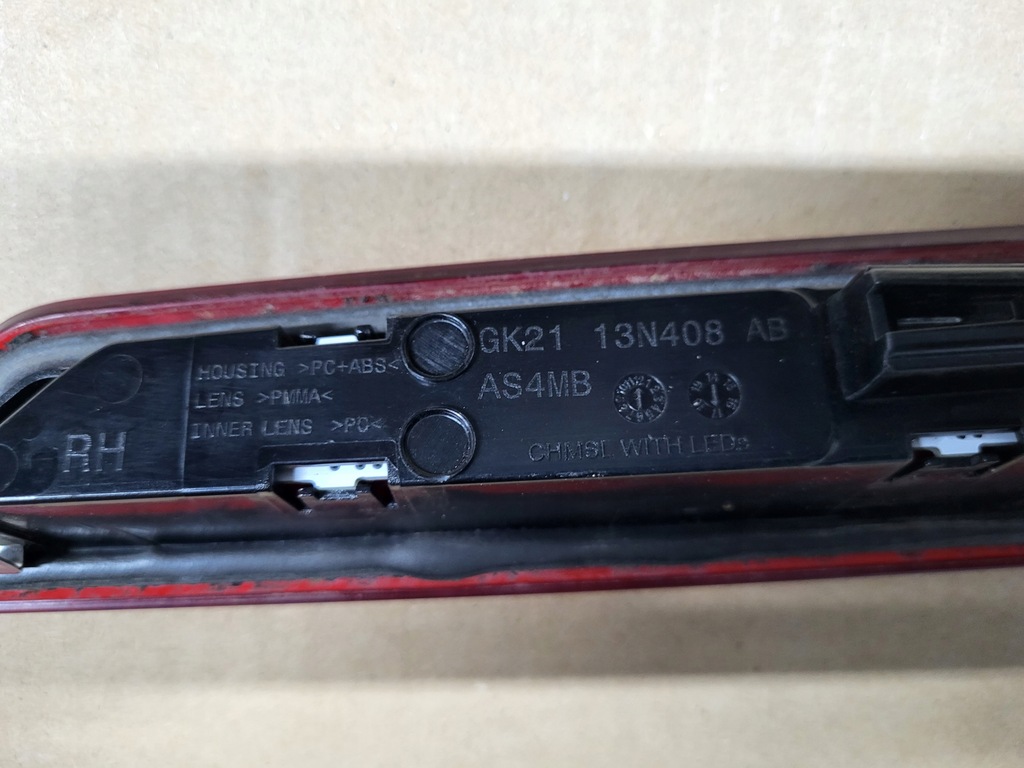 GK21 13N408 AB
AS4MB
HOUSING >PC+ABS<
LENS >PMMA<
INNER LENS >PC<
RH
CHMSL WITH LEDs